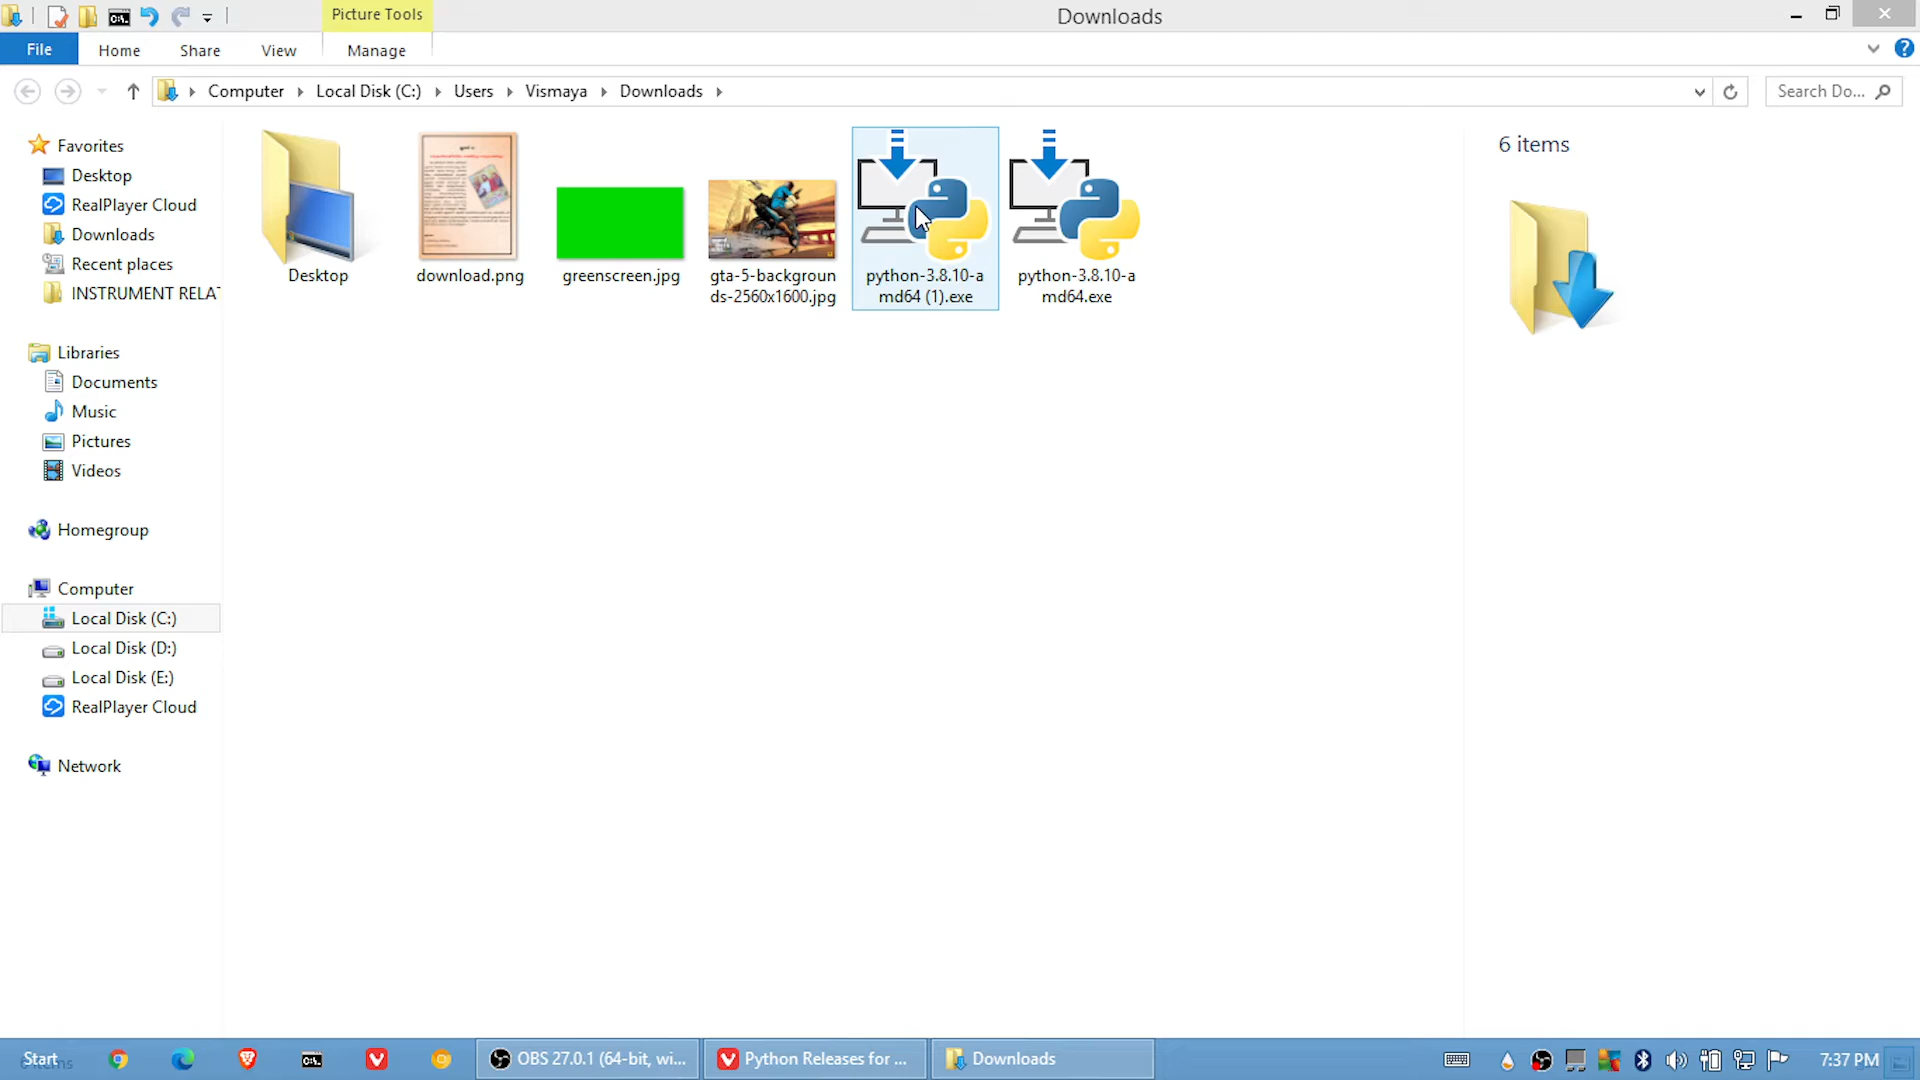 Picture Tools
Downloads
File
Home
Share
View
Manage
Computer
Local Disk (C:)
Users
Vismaya
Downloads
Search Do...
Favorites
Desktop
RealPlayer Cloud
Downloads
Recent places
INSTRUMENT RELAT
Libraries
Documents
Music
Pictures
Videos
Homegroup
Computer
Local Disk (C:)
Local Disk (D:)
Local Disk (E:)
RealPlayer Cloud
Network
Desktop
download.png
greenscreen.jpg
gta-5-backgroun
ds-2560x1600.jpg
python-3.8.10-a
md64 (1).exe
python-3.8.10-a
md64.exe
6 items
Start
OBS 27.0.1 (64-bit, wi...
Python Releases for ...
Downloads
7:37 PM